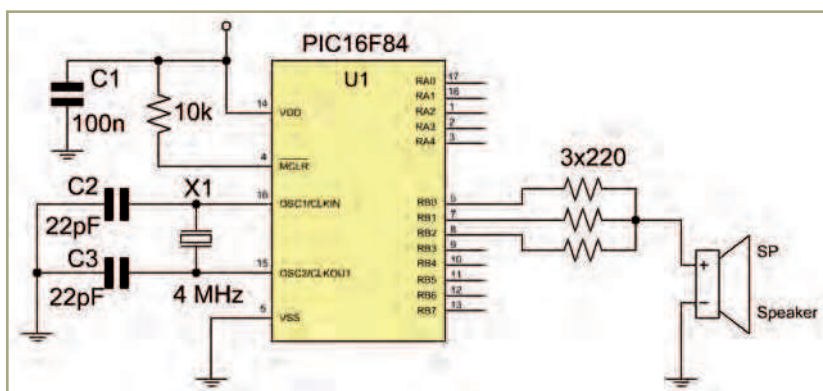 PIC16F84
U1
C1
100n
10k
14
VDD
4
MCLR
C2
22pF
X1
16
OSC1/CLKIN
C3
22pF
4 MHz
15
OSC2/CLKOUT
5
VSS
RA0
17
RA1
18
RA2
1
RA3
2
RA4
3
RB0
6
RB1
7
RB2
8
RB3
9
RB4
10
RB5
11
RB6
12
RB7
13
3x220
+
-
SP
Speaker